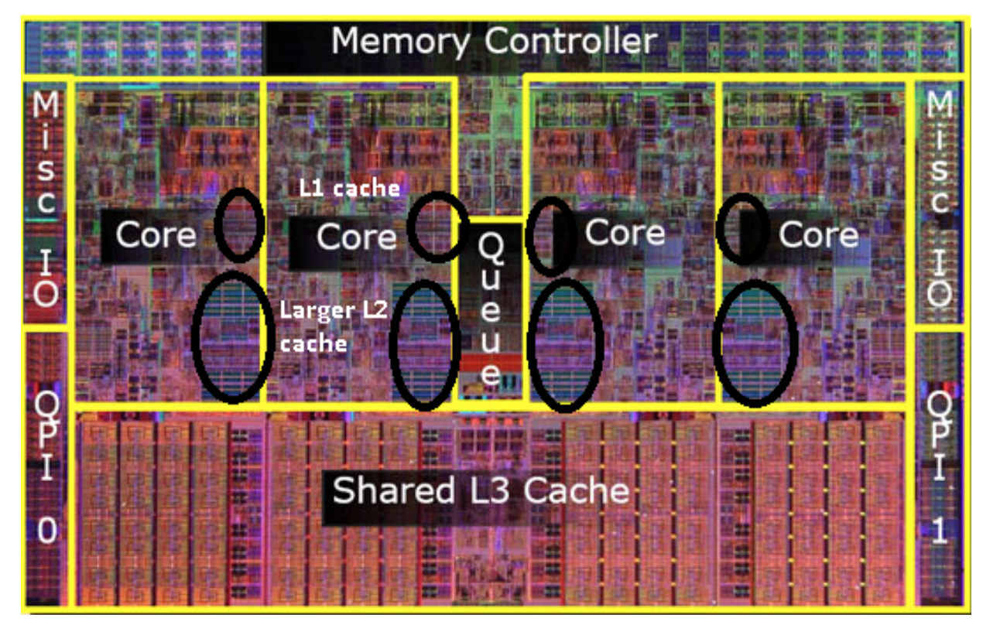 Memory Controller
Misc IO
Misc IO
L1 cache
Core
Core
Core
Core
Queue
Larger L2
cache
QPI 0
QPI 1
Shared L3 Cache